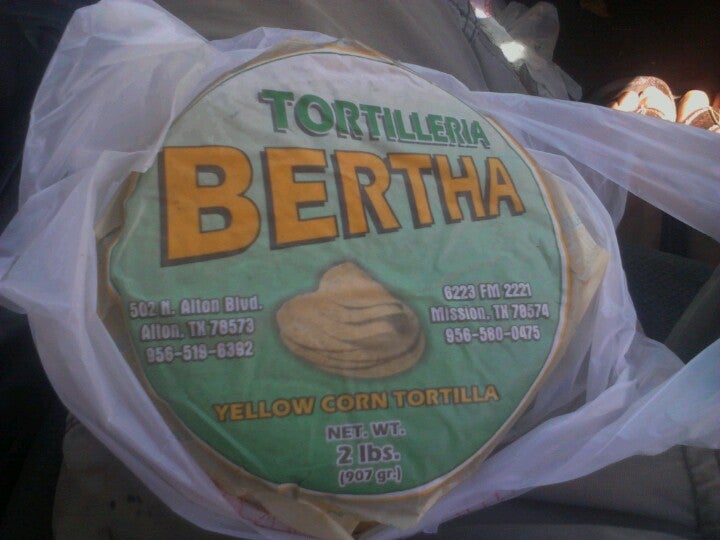 TORTILLERIA
BERTHA
502 N. Alton Blvd.
Alton, TX 78573
956-519-6392
6223 FM 2221
Mission, TX 78574
956-580-0475
YELLOW CORN TORTILLA
NET. WT.
2 lbs.
(907 gr.)